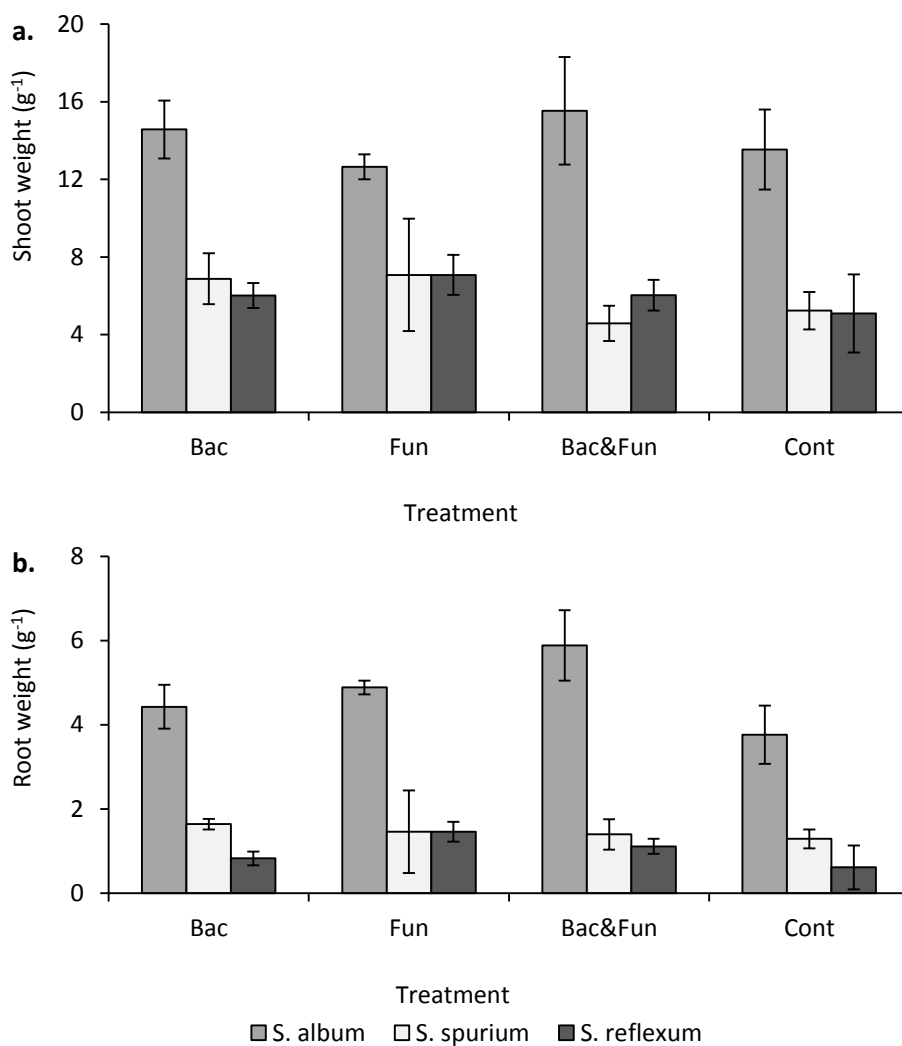 a.
Shoot weight (g⁻¹)
20
16
12
8
4
0
Bac Fun Bac&Fun Cont
Treatment
b.
Root weight (g⁻¹)
8
6
4
2
0
Bac Fun Bac&Fun Cont
Treatment
S. album S. spurium S. reflexum